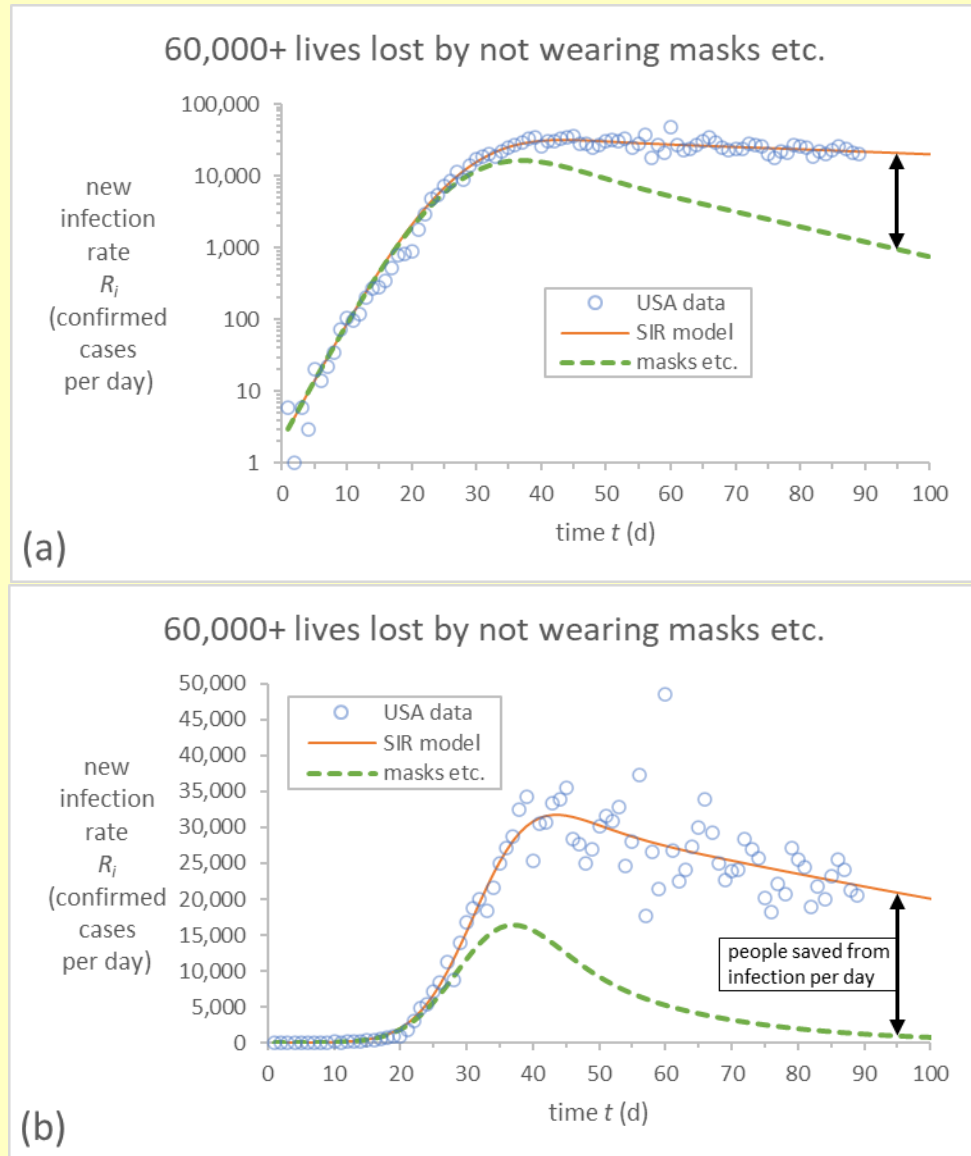 60,000+ lives lost by not wearing masks etc.
100,000
10,000
1,000
100
10
1
new
infection
rate
Ri
(confirmed
cases
per day)
USA data
SIR model
masks etc.
0 10 20 30 40 50 60 70 80 90 100
time t (d)
(a)
60,000+ lives lost by not wearing masks etc.
50,000
45,000
40,000
35,000
30,000
25,000
20,000
15,000
10,000
5,000
0
new
infection
rate
Ri
(confirmed
cases
per day)
USA data
SIR model
masks etc.
people saved from
infection per day
0 10 20 30 40 50 60 70 80 90 100
time t (d)
(b)